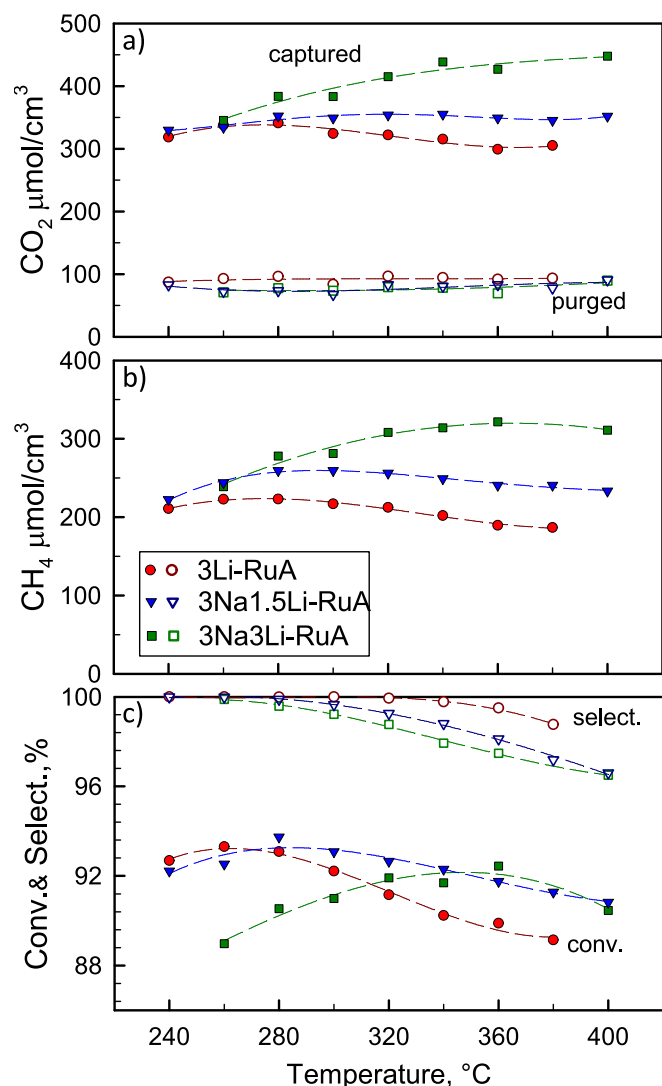 a)
500
400
300
200
100
0
CO₂ μmol/cm³
captured
purged
b)
400
300
200
100
0
CH₄ μmol/cm³
3Li-RuA
3Na1.5Li-RuA
3Na3Li-RuA
c)
100
96
92
88
Conv.& Select.,%
select.
conv.
240 280 320 360 400
Temperature, °C